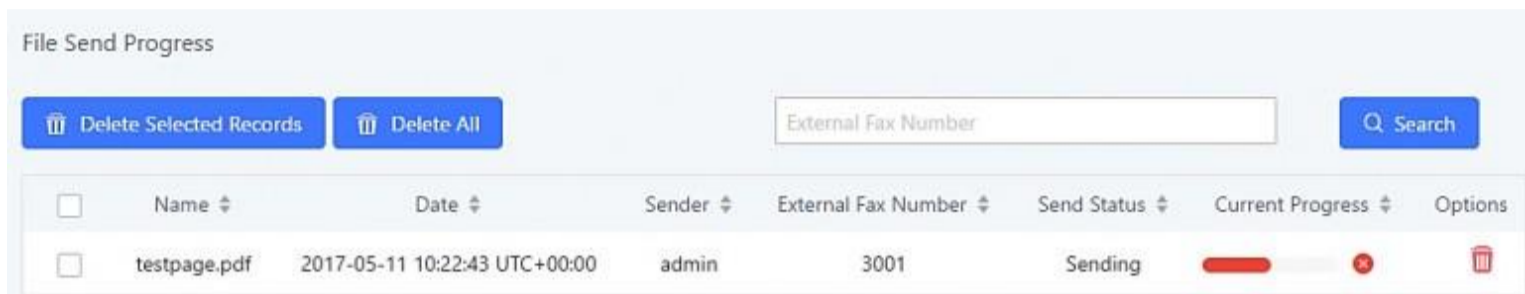 File Send Progress
Delete Selected Records Delete All External Fax Number Search
Name Date Sender External Fax Number Send Status Current Progress Options
testpage.pdf 2017-05-11 10:22:43 UTC+00:00 admin 3001 Sending